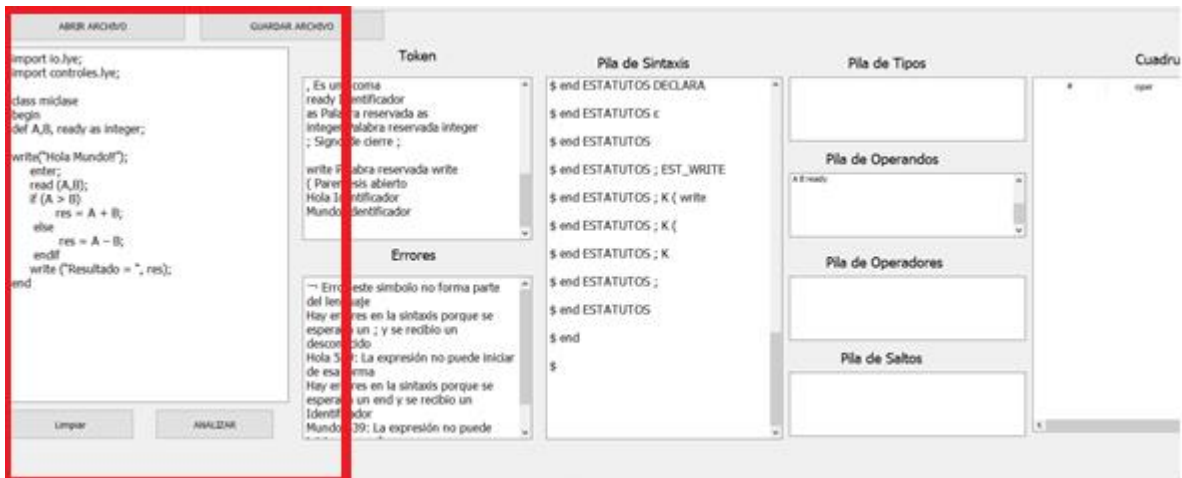 ABRIR ARCHIVO
GUARDAR ARCHIVO
import io.lye;
import controles.lye;
class miclase
begin
def A,B, ready as integer;
write("Hola Mundo!!");
enter;
read (A,B);
if (A > B)
res = A + B;
else
res = A − B;
endif
write ("Resultado = ", res);
end
Limpiar
ANALIZAR
Token
, Es un coma
ready Identificador
as Palabra reservada as
integer Palabra reservada integer
; Signo de cierre ;
write Palabra reservada write
( Parentesis abierto
Hola Identificador
Mundo Identificador
Errores
¬ Error este simbolo no forma parte
del lenguaje
Hay errores en la sintaxis porque se
espera un ; y se recibio un
desconocido
Hola : La expresión no puede iniciar
de esa forma
Hay errores en la sintaxis porque se
espera un end y se recibio un
Identificador
Mundo 39: La expresión no puede
Pila de Sintaxis
$ end ESTATUTOS DECLARA
$ end ESTATUTOS c
$ end ESTATUTOS
$ end ESTATUTOS ; EST_WRITE
$ end ESTATUTOS ; K ( write
$ end ESTATUTOS ; K (
$ end ESTATUTOS ; K
$ end ESTATUTOS ;
$ end ESTATUTOS
$ end
$
Pila de Tipos
Pila de Operandos
A B ready
Pila de Operadores
Pila de Saltos
Cuadru
# oper